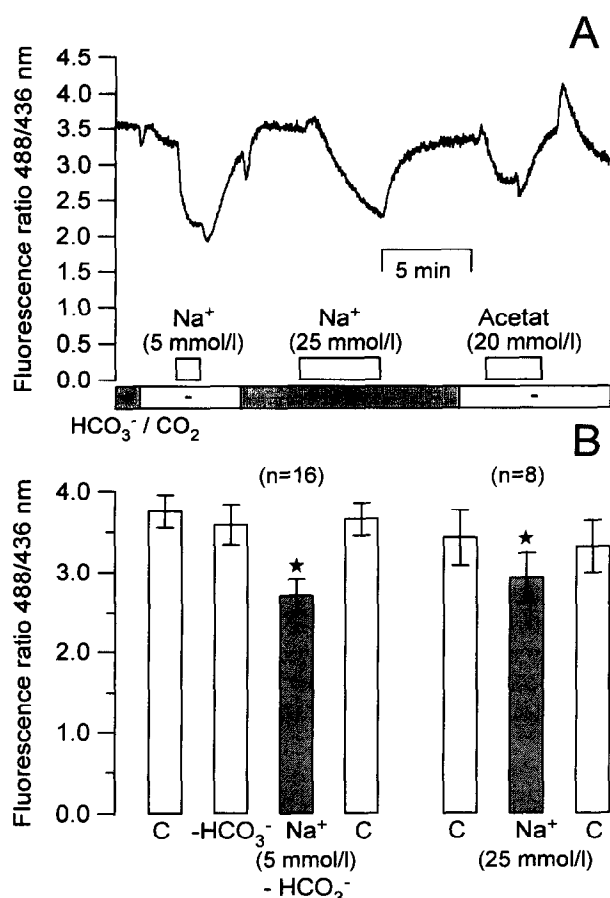 A
Fluorescence ratio 488/436 nm
4.5
4.0
3.5
3.0
2.5
2.0
1.5
1.0
0.5
0.0
5 min
Na⁺ Na⁺ Acetat
(5 mmol/l) (25 mmol/l) (20 mmol/l)
- -
HCO₃⁻ / CO₂
B
Fluorescence ratio 488/436 nm
(n=16) (n=8)
4.0
3.0
2.0
1.0
0.0
★ ★
C -HCO₃⁻ Na⁺ C C Na⁺ C
(5 mmol/l) (25 mmol/l)
- HCO₃⁻